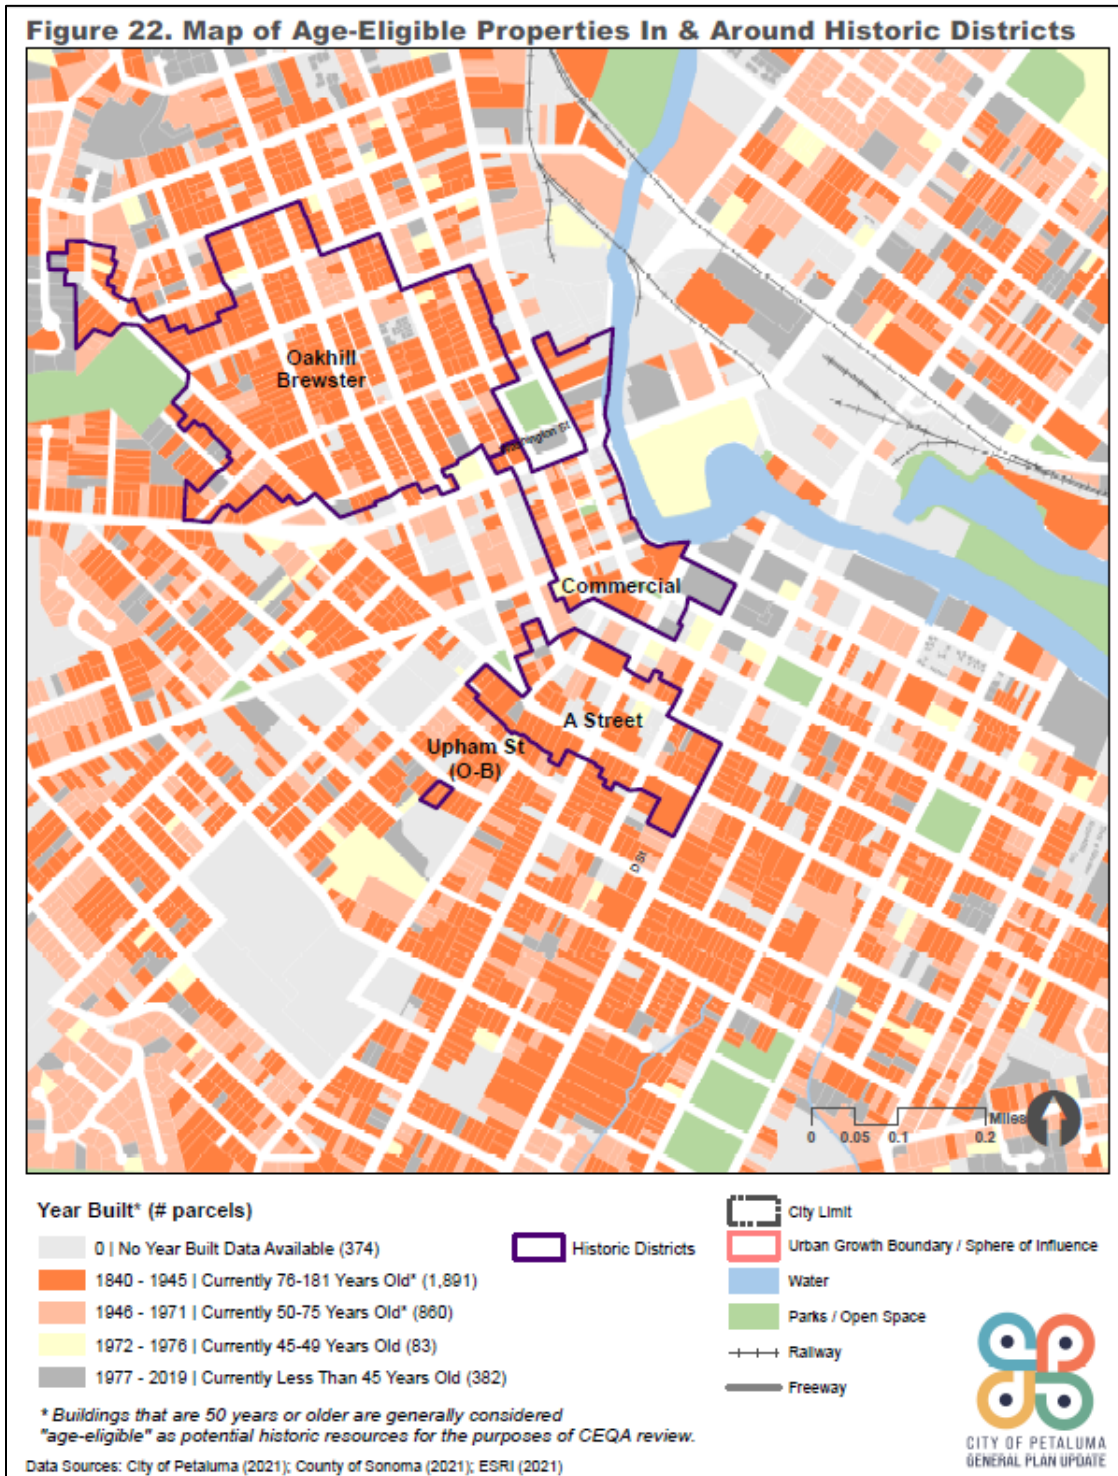 Figure 22. Map of Age-Eligible Properties In & Around Historic Districts
Oakhill
Brewster
Washington St
Commercial
A Street
Upham St
(O-B)
D St
Miles
0 0.05 0.1 0.2
Year Built* (# parcels)
0 | No Year Built Data Available (374)
1840 - 1945 | Currently 76-181 Years Old* (1,891)
1946 - 1971 | Currently 50-75 Years Old* (860)
1972 - 1976 | Currently 45-49 Years Old (83)
1977 - 2019 | Currently Less Than 45 Years Old (382)
Historic Districts
City Limit
Urban Growth Boundary / Sphere of Influence
Water
Parks / Open Space
Railway
Freeway
* Buildings that are 50 years or older are generally considered
"age-eligible" as potential historic resources for the purposes of CEQA review.
Data Sources: City of Petaluma (2021); County of Sonoma (2021); ESRI (2021)
CITY OF PETALUMA
GENERAL PLAN UPDATE